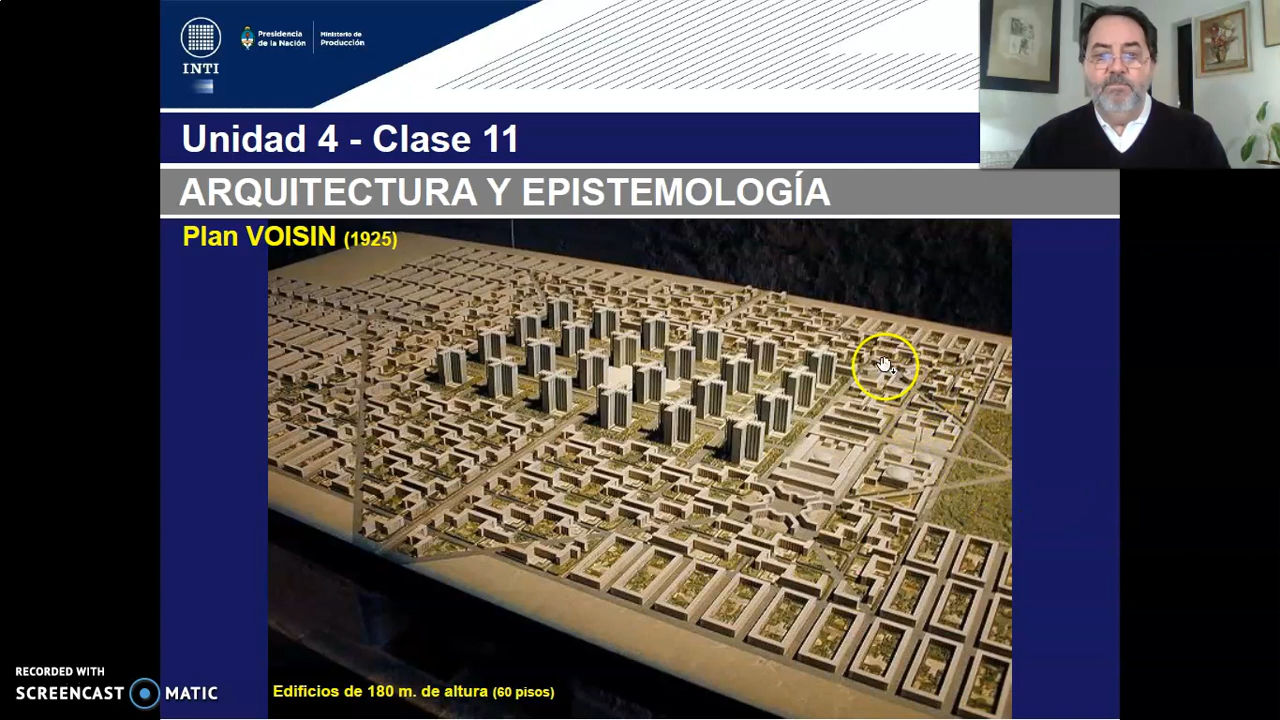 INTI
Presidencia
de la Nación
Ministerio de
Producción
Unidad 4 - Clase 11
ARQUITECTURA Y EPISTEMOLOGÍA
Plan VOISIN (1925)
Edificios de 180 m. de altura (60 pisos)
RECORDED WITH
SCREENCAST MATIC